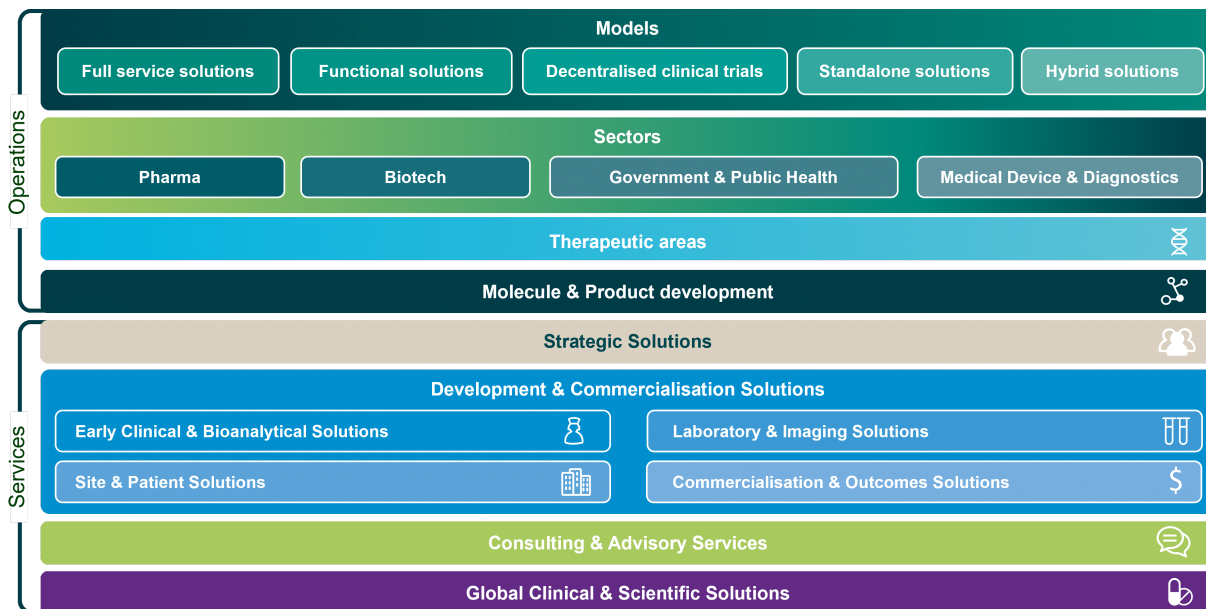 Operations
Models
Full service solutions
Functional solutions
Decentralised clinical trials
Standalone solutions
Hybrid solutions
Sectors
Pharma
Biotech
Government & Public Health
Medical Device & Diagnostics
Therapeutic areas
Molecule & Product development
Services
Strategic Solutions
Development & Commercialisation Solutions
Early Clinical & Bioanalytical Solutions
Laboratory & Imaging Solutions
Site & Patient Solutions
Commercialisation & Outcomes Solutions
$
Consulting & Advisory Services
Global Clinical & Scientific Solutions